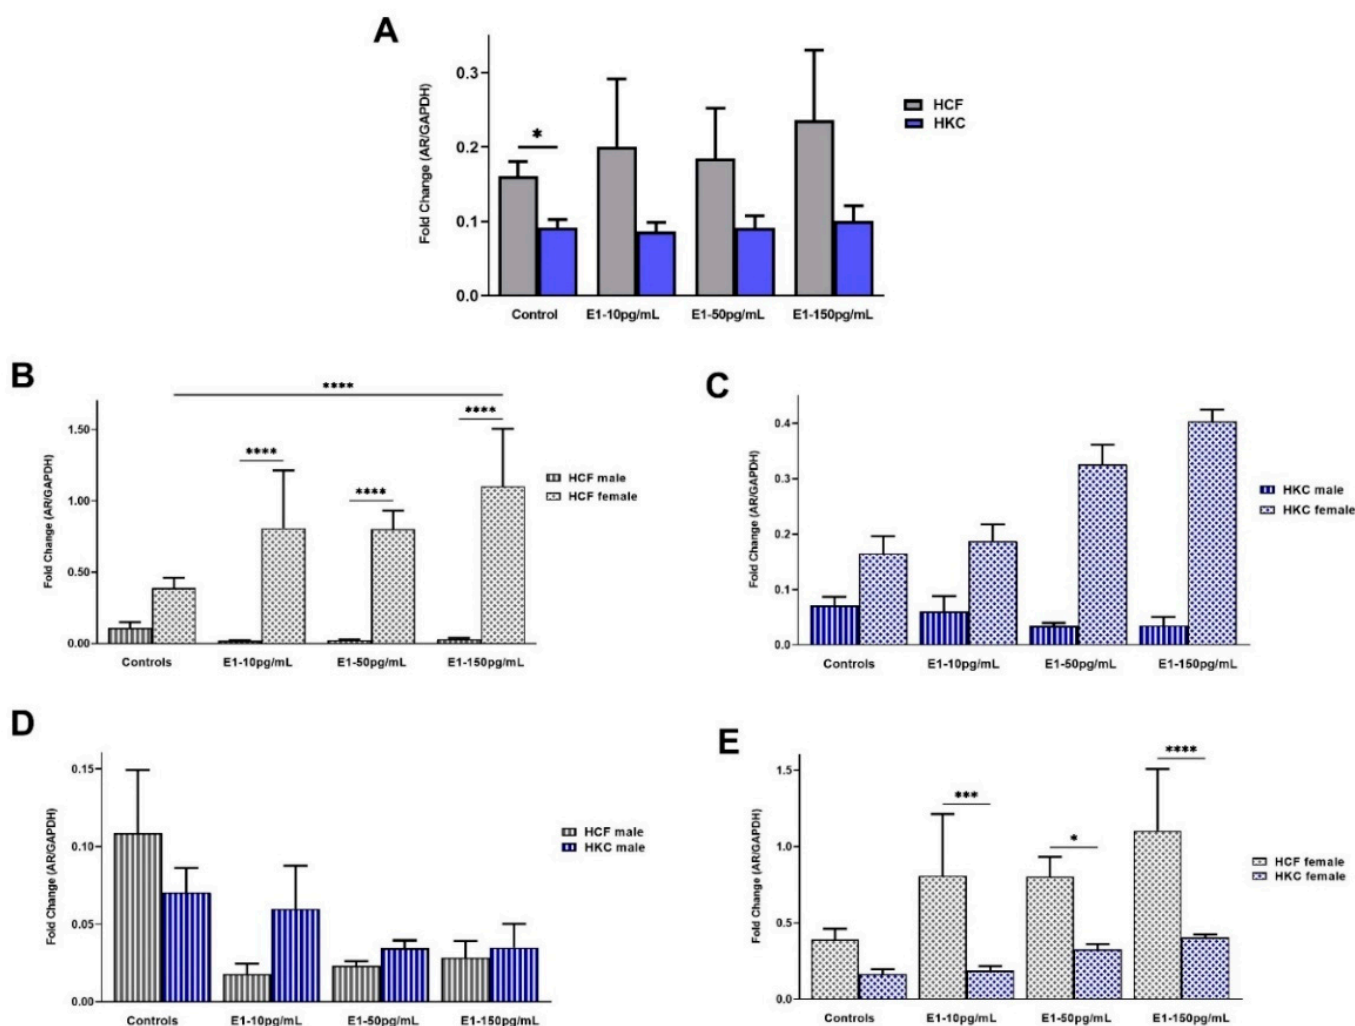 A
Fold Change (AR/GAPDH)
0.3
0.2
0.1
0.0
*
HCF
HKC
Control
E1-10pg/mL
E1-50pg/mL
E1-150pg/mL
B
Fold Change (AR/GAPDH)
1.50
1.00
0.50
0.00
****
****
****
****
HCF male
HCF female
Controls
E1-10pg/mL
E1-50pg/mL
E1-150pg/mL
C
Fold Change (AR/GAPDH)
0.4
0.3
0.2
0.1
0.0
HKC male
HKC female
Controls
E1-10pg/mL
E1-50pg/mL
E1-150pg/mL
D
Fold Change (AR/GAPDH)
0.15
0.10
0.05
0.00
HCF male
HKC male
Controls
E1-10pg/mL
E1-50pg/mL
E1-150pg/mL
E
Fold Change (AR/GAPDH)
1.5
1.0
0.5
0.0
***
*
****
HCF female
HKC female
Controls
E1-10pg/mL
E1-50pg/mL
E1-150pg/mL